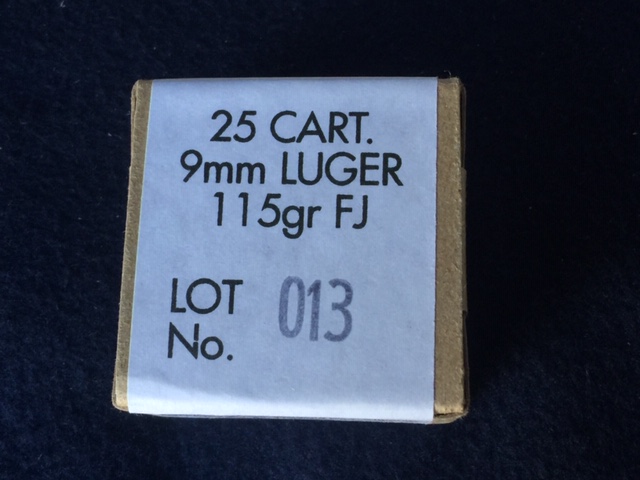 25 CART.
9mm LUGER
115gr FJ
LOT 013
No.